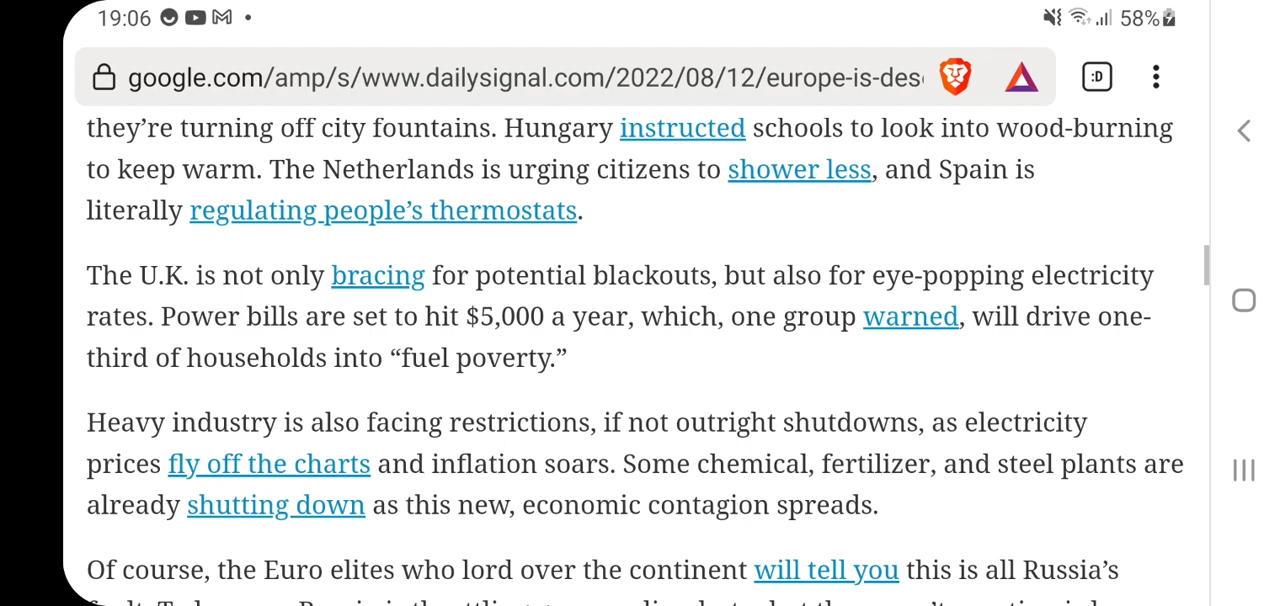 19:06
58%
google.com/amp/s/www.dailysignal.com/2022/08/12/europe-is-des
:D
they’re turning off city fountains. Hungary instructed schools to look into wood-burning
to keep warm. The Netherlands is urging citizens to shower less, and Spain is
literally regulating people’s thermostats.
The U.K. is not only bracing for potential blackouts, but also for eye-popping electricity
rates. Power bills are set to hit $5,000 a year, which, one group warned, will drive one-
third of households into “fuel poverty.”
Heavy industry is also facing restrictions, if not outright shutdowns, as electricity
prices fly off the charts and inflation soars. Some chemical, fertilizer, and steel plants are
already shutting down as this new, economic contagion spreads.
Of course, the Euro elites who lord over the continent will tell you this is all Russia’s